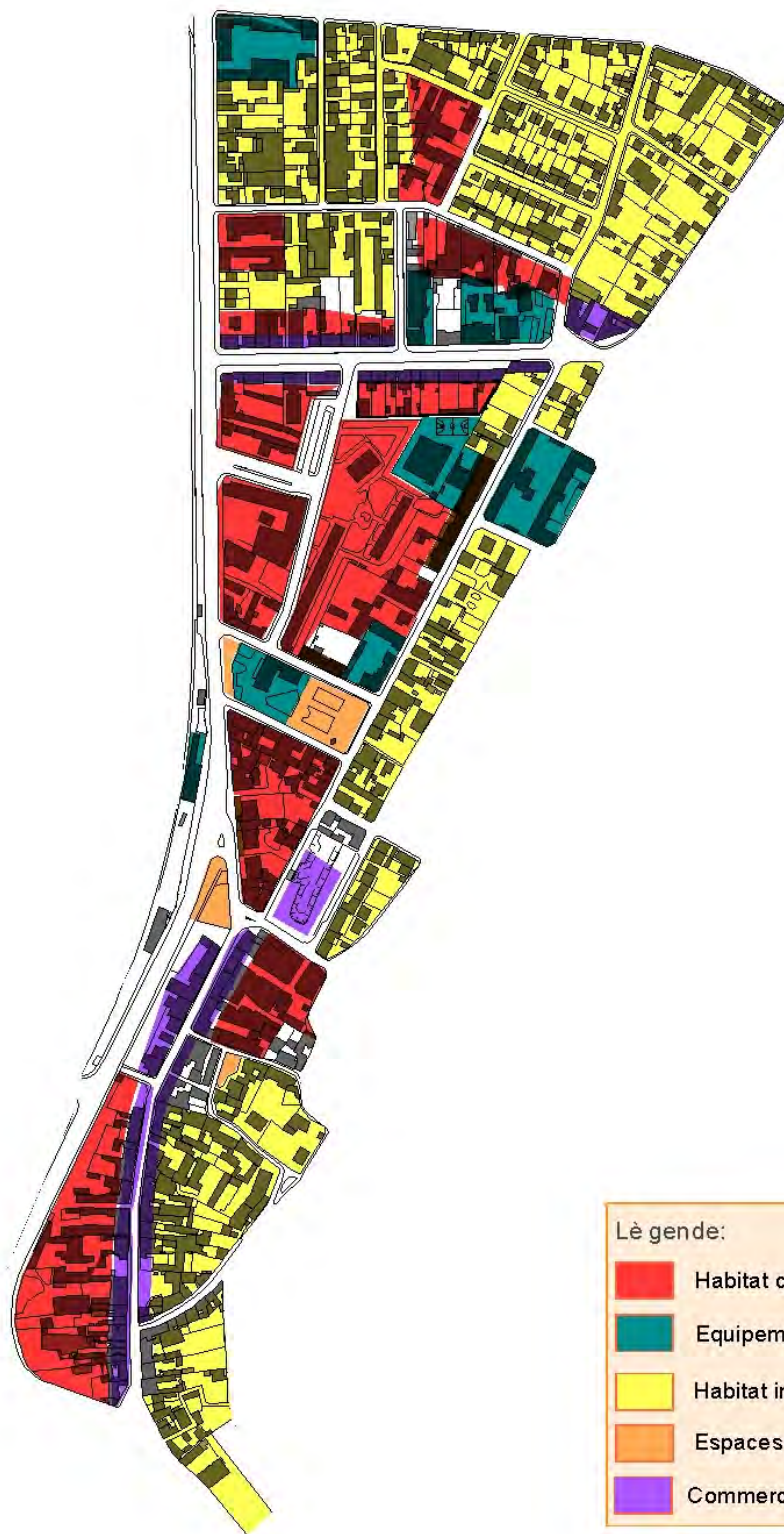 Lè gende:
Habitat c
Equipem
Habitat in
Espaces
Commerc